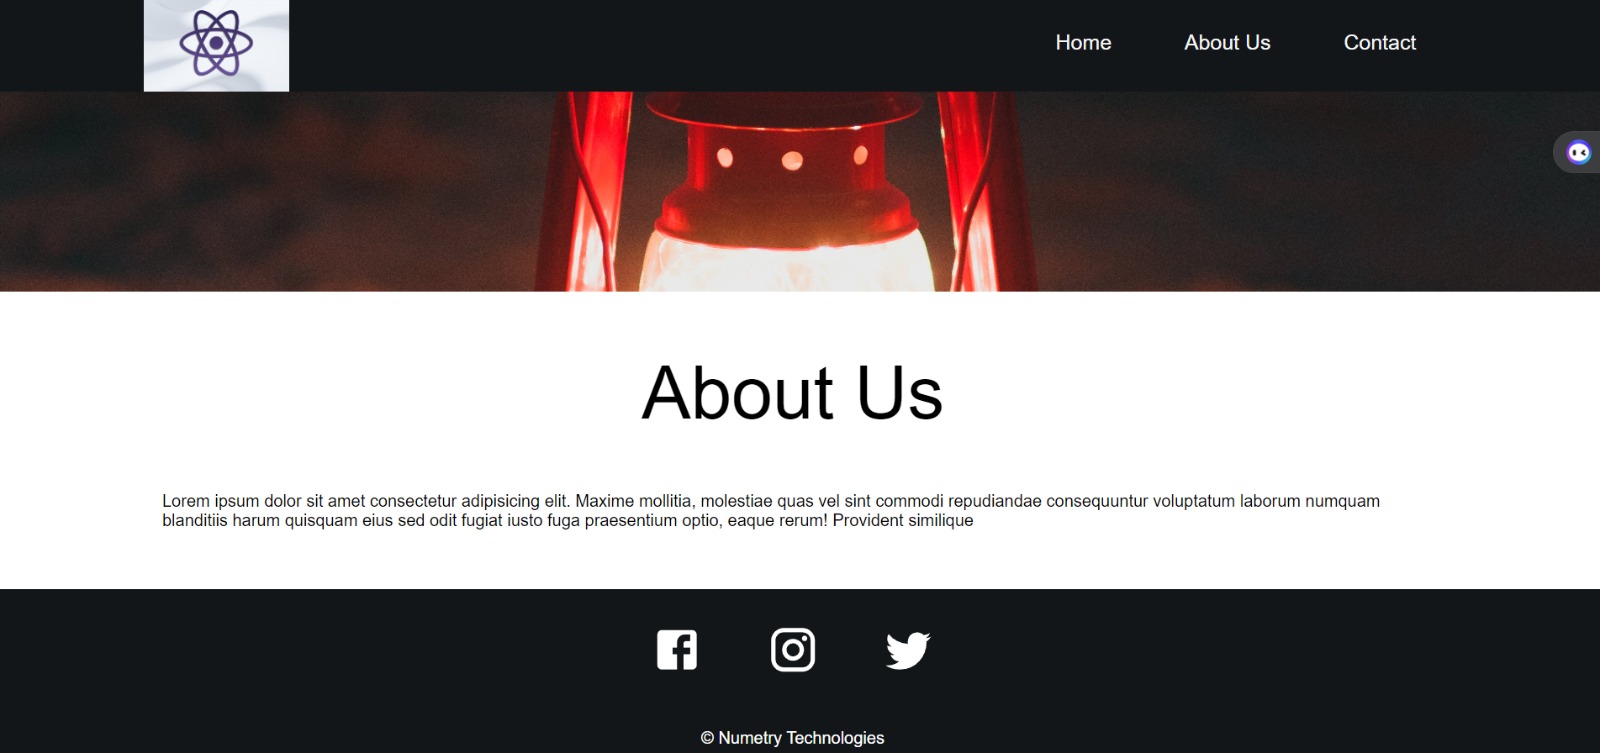 Home About Us Contact
About Us
Lorem ipsum dolor sit amet consectetur adipisicing elit. Maxime mollitia, molestiae quas vel sint commodi repudiandae consequuntur voluptatum laborum numquam
blanditiis harum quisquam eius sed odit fugiat iusto fuga praesentium optio, eaque rerum! Provident similique
© Numetry Technologies